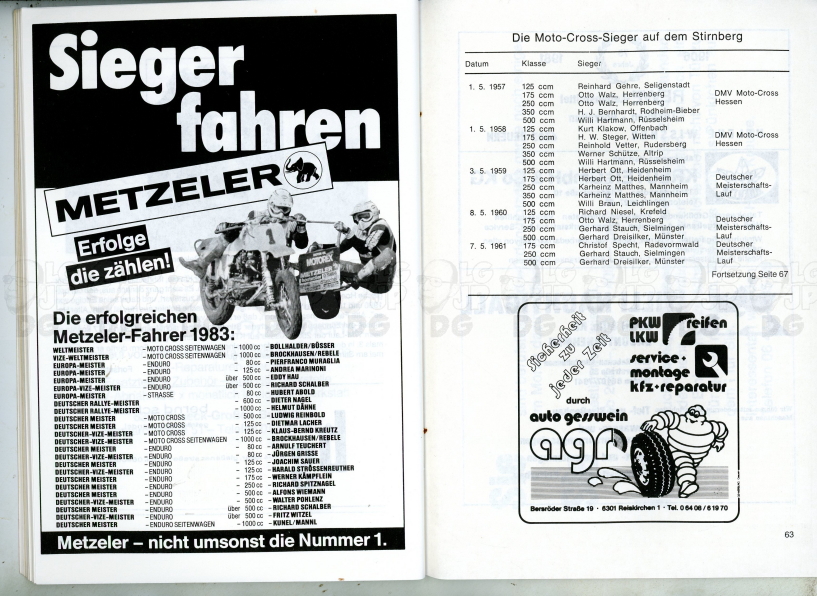 Sieger
fahren
METZELER
Erfolge
die zählen!
1
MOTOREX
METZELER
Die erfolgreichen
Metzeler-Fahrer 1983:
WELTMEISTER – MOTO CROSS SEITENWAGEN – 1000 cc – BOLLHALDER/BÜSSER
VIZE-WELTMEISTER – MOTO CROSS SEITENWAGEN – 1000 cc – BROCKHAUSEN/REBELE
EUROPA-MEISTER – ENDURO – 80 cc – PIERFRANCO MURAGLIA
EUROPA-MEISTER – ENDURO – 125 cc – ANDREA MARINONI
EUROPA-MEISTER – ENDURO über 500 cc – EDDY HAU
EUROPA-VIZE-MEISTER – ENDURO über 500 cc – RICHARD SCHALBER
EUROPA-MEISTER – STRASSE – 80 cc – HUBERT ABOLD
DEUTSCHER RALLYE-MEISTER – 600 cc – DIETER NAGEL
DEUTSCHER RALLYE-MEISTER – 1000 cc – HELMUT DÄHNE
DEUTSCHER MEISTER – MOTO CROSS – 500 cc – LUDWIG REINBOLD
DEUTSCHER MEISTER – MOTO CROSS – 125 cc – DIETMAR LACHER
DEUTSCHER-VIZE-MEISTER – MOTO CROSS – 125 cc – KLAUS-BERND KREUTZ
DEUTSCHER-VIZE-MEISTER – MOTO CROSS SEITENWAGEN – 1000 cc – BROCKHAUSEN/REBELE
DEUTSCHER MEISTER – ENDURO – 80 cc – ARNULF TEUCHERT
DEUTSCHER-VIZE-MEISTER – ENDURO – 80 cc – JÜRGEN GRISSE
DEUTSCHER MEISTER – ENDURO – 125 cc – JOACHIM SAUER
DEUTSCHER-VIZE-MEISTER – ENDURO – 125 cc – HARALD STRÖSSENREUTHER
DEUTSCHER MEISTER – ENDURO – 175 cc – WERNER KÄMPFLEIN
DEUTSCHER MEISTER – ENDURO – 250 cc – RICHARD SPITZNAGEL
DEUTSCHER MEISTER – ENDURO – 500 cc – ALFONS WIEMANN
DEUTSCHER-VIZE-MEISTER – ENDURO – 500 cc – WALTER POHLENZ
DEUTSCHER MEISTER – ENDURO über 500 cc – RICHARD SCHALBER
DEUTSCHER-VIZE-MEISTER – ENDURO über 500 cc – FRITZ WITZEL
DEUTSCHER MEISTER – ENDURO SEITENWAGEN – 1000 cc – KUNEL/MANNL
Metzeler – nicht umsonst die Nummer 1.
Die Moto-Cross-Sieger auf dem Stirnberg
Datum Klasse Sieger
1. 5. 1957 125 ccm Reinhard Gehre, Seligenstadt
175 ccm Otto Walz, Herrenberg DMV Moto-Cross
250 ccm Otto Walz, Herrenberg Hessen
350 ccm H. J. Bernhardt, Rodheim-Bieber
500 ccm Willi Hartmann, Rüsselsheim
1. 5. 1958 125 ccm Kurt Klakow, Offenbach
175 ccm H. W. Steger, Witten DMV Moto-Cross
250 ccm Reinhold Vetter, Rudersberg Hessen
350 ccm Werner Schütze, Altrip
500 ccm Willi Hartmann, Rüsselsheim
3. 5. 1959 125 ccm Herbert Ott, Heidenheim
175 ccm Herbert Ott, Heidenheim Deutscher
250 ccm Karheinz Matthes, Mannheim Meisterschafts-
350 ccm Karheinz Matthes, Mannheim Lauf
500 ccm Willi Braun, Leichlingen
8. 5. 1960 125 ccm Richard Niesel, Krefeld
175 ccm Otto Walz, Herrenberg Deutscher
250 ccm Gerhard Stauch, Sielmingen Meisterschafts-
500 ccm Gerhard Dreisilker, Münster Lauf
7. 5. 1961 175 ccm Christof Specht, Radevormwald Deutscher
250 ccm Gerhard Stauch, Sielmingen Meisterschafts-
500 ccm Gerhard Dreisilker, Münster Lauf
Fortsetzung Seite 67
Sicherheit
zu
jeder Zeit
PKW reifen
LKW
service +
montage
kfz+reparatur
durch
auto gesswein
agr
Bersröder Straße 19 · 6301 Reiskirchen 1 · Tel. 0 64 08 / 6 19 70
63